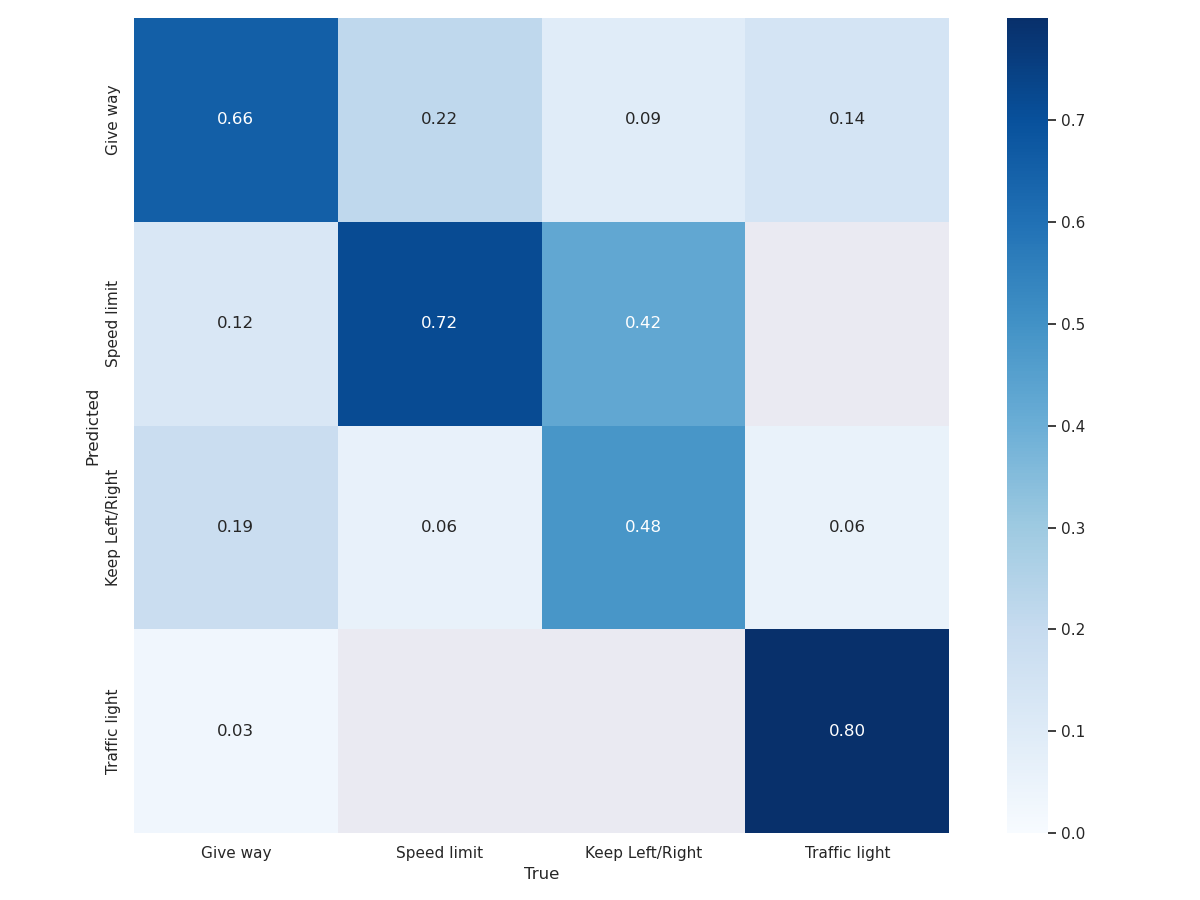 Give way
0.66
0.22
0.09
0.14
0.7
0.6
Speed limit
0.12
0.72
0.42
0.5
Predicted
0.4
Keep Left/Right
0.19
0.06
0.48
0.06
0.3
0.2
Traffic light
0.03
0.80
0.1
0.0
Give way
Speed limit
Keep Left/Right
Traffic light
True